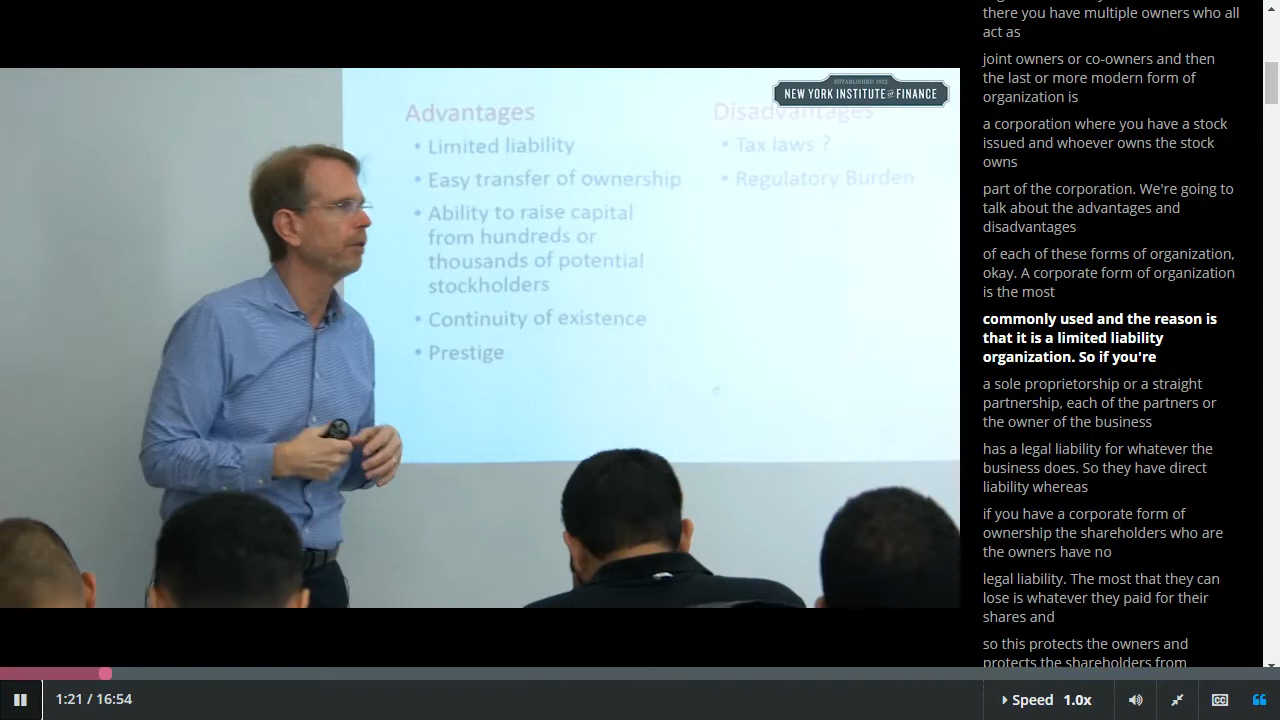 ESTABLISHED 1922
NEW YORK INSTITUTE OF FINANCE
Advantages
• Limited liability
• Easy transfer of ownership
• Ability to raise capital
from hundreds or
thousands of potential
stockholders
• Continuity of existence
• Prestige
Disadvantages
• Tax laws ?
• Regulatory Burden
there you have multiple owners who all
act as
joint owners or co-owners and then
the last or more modern form of
organization is
a corporation where you have a stock
issued and whoever owns the stock
owns
part of the corporation. We're going to
talk about the advantages and
disadvantages
of each of these forms of organization,
okay. A corporate form of organization
is the most
commonly used and the reason is
that it is a limited liability
organization. So if you're
a sole proprietorship or a straight
partnership, each of the partners or
the owner of the business
has a legal liability for whatever the
business does. So they have direct
liability whereas
if you have a corporate form of
ownership the shareholders who are
the owners have no
legal liability. The most that they can
lose is whatever they paid for their
shares and
so this protects the owners and
protects the shareholders from
1:21 / 16:54
Speed 1.0x
CC